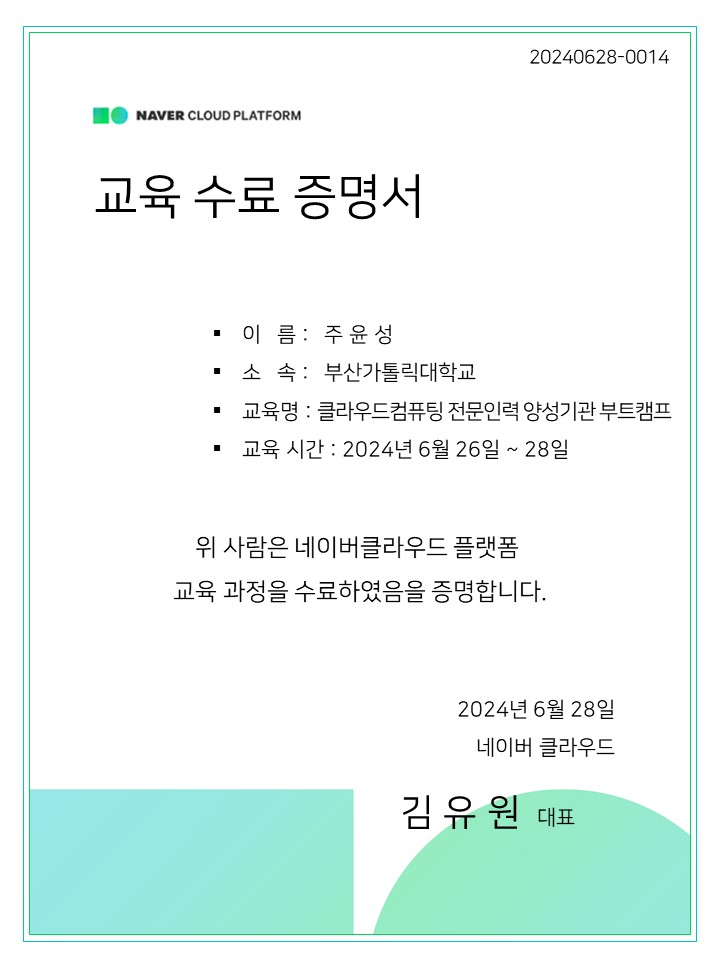 20240628-0014
NAVER CLOUD PLATFORM
교육 수료 증명서
▪ 이 름 : 주 윤 성
▪ 소 속 : 부산가톨릭대학교
▪ 교육명 : 클라우드컴퓨팅 전문인력 양성기관 부트캠프
▪ 교육 시간 : 2024년 6월 26일 ~ 28일
위 사람은 네이버클라우드 플랫폼
교육 과정을 수료하였음을 증명합니다.
2024년 6월 28일
네이버 클라우드
김 유 원 대표